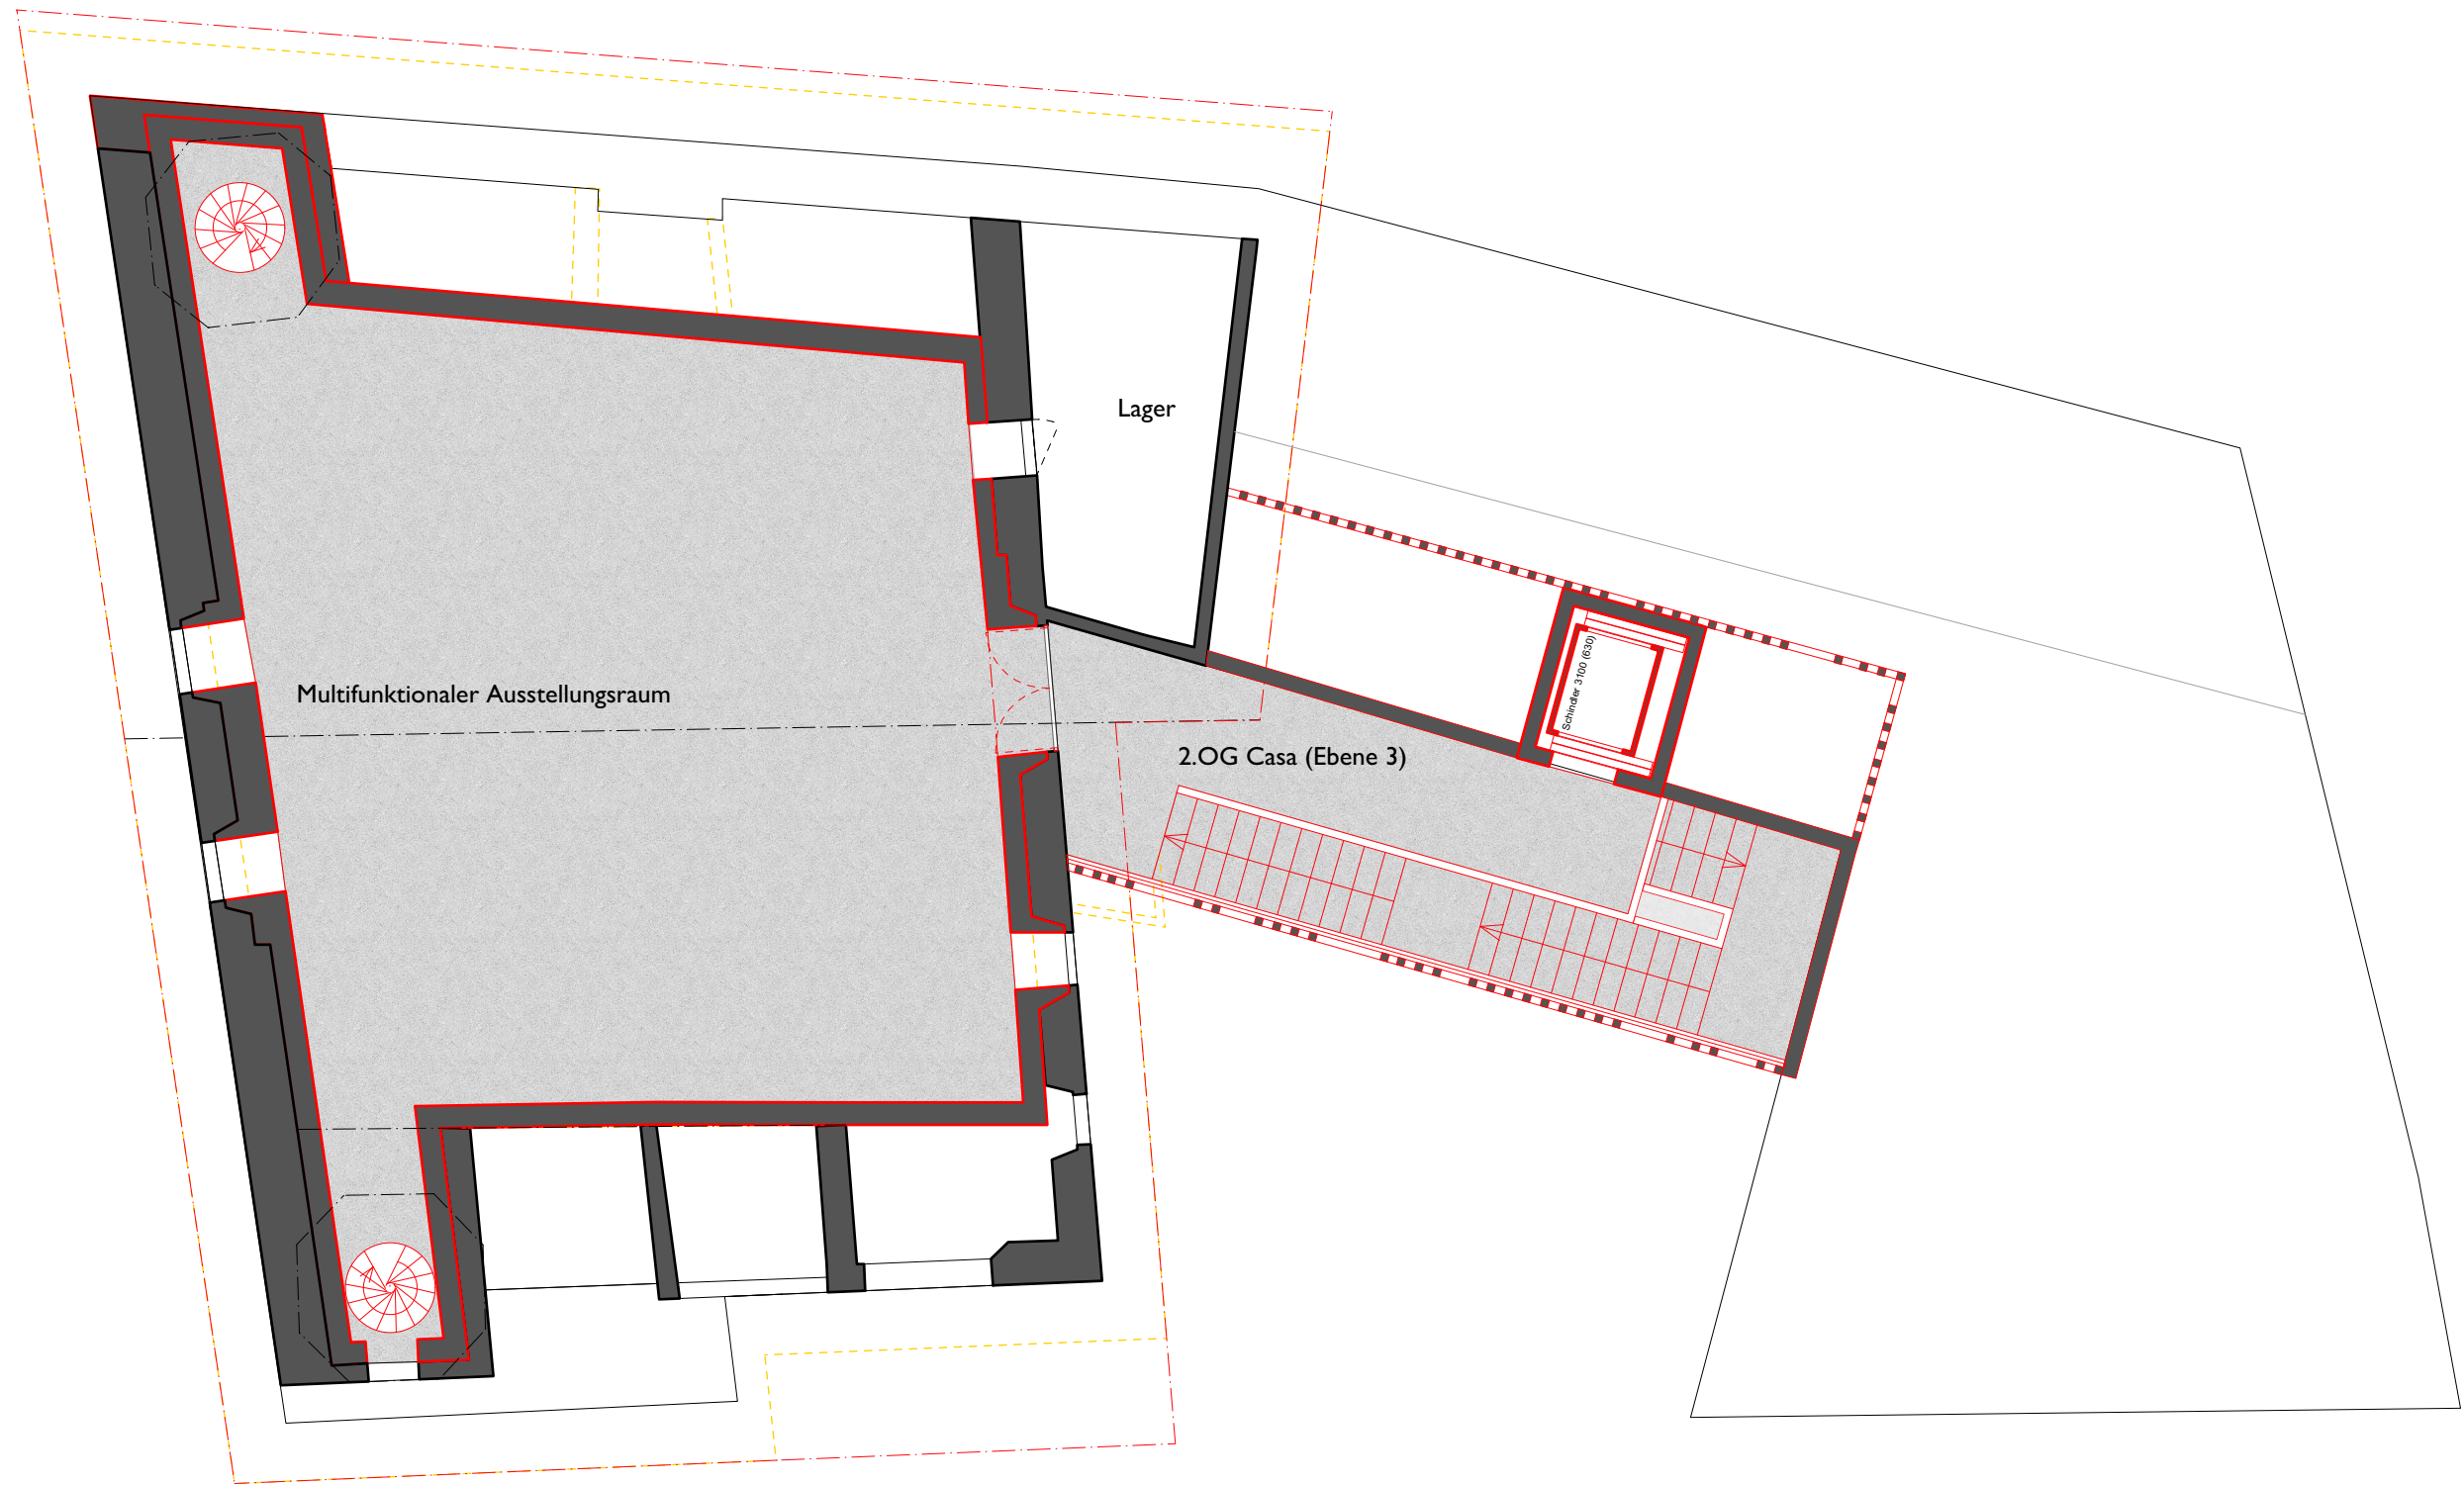 Lager
Schindler 3100 (630)
Multifunktionaler Ausstellungsraum
2.OG Casa (Ebene 3)